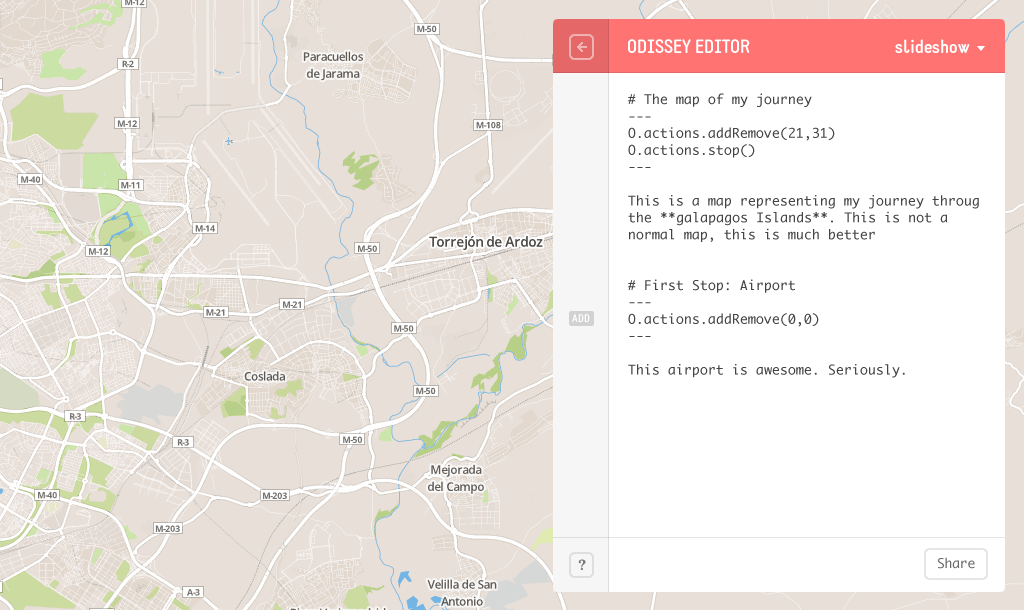 M-12
M-50
Paracuellos
de Jarama
R-2
M-12
M-108
M-40
M-11
M-14
M-12
M-50
Torrejón de Ardoz
M-21
M-21
M-50
Coslada
M-50
R-3
R-3
M-50
Mejorada
del Campo
M-40
M-203
M-203
A-3
Velilla de San
Antonio
ODISSEY EDITOR
slideshow
# The map of my journey
---
O.actions.addRemove(21,31)
O.actions.stop()
---
This is a map representing my journey throug
the **galapagos Islands**. This is not a
normal map, this is much better
# First Stop: Airport
---
O.actions.addRemove(0,0)
---
This airport is awesome. Seriously.
ADD
?
Share